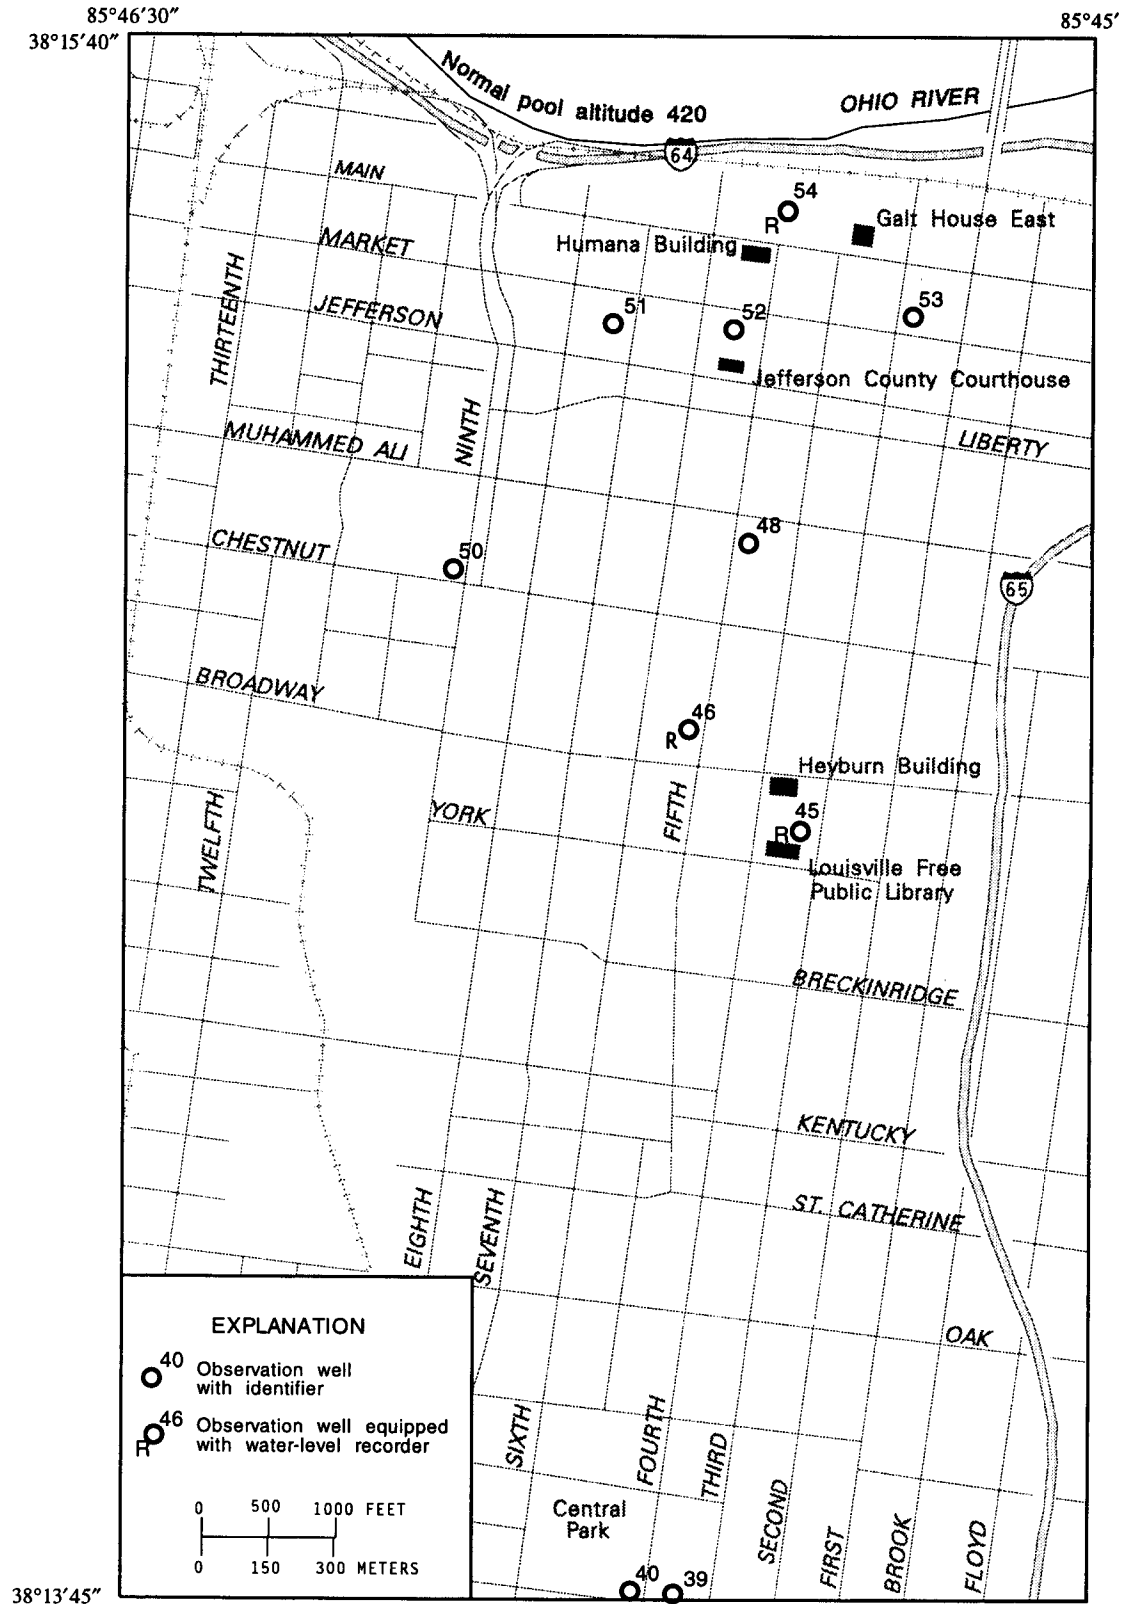 85°46'30" 85°45'
38°15'40"
Normal pool altitude 420
OHIO RIVER
64
MAIN
54
R
Galt House East
Humana Building
MARKET
THIRTEENTH
JEFFERSON
51
52
53
Jefferson County Courthouse
NINTH
MUHAMMED ALI
LIBERTY
48
CHESTNUT
50
65
BROADWAY
46
R
Heyburn Building
FIFTH
YORK
TWELFTH
45
R
Louisville Free
Public Library
BRECKINRIDGE
KENTUCKY
EIGHTH
SEVENTH
ST. CATHERINE
OAK
EXPLANATION
40 Observation well
with identifier
46 Observation well equipped
R with water-level recorder
0 500 1000 FEET
0 150 300 METERS
SIXTH
FOURTH
THIRD
SECOND
FIRST
BROOK
FLOYD
Central
Park
40 39
38°13'45"